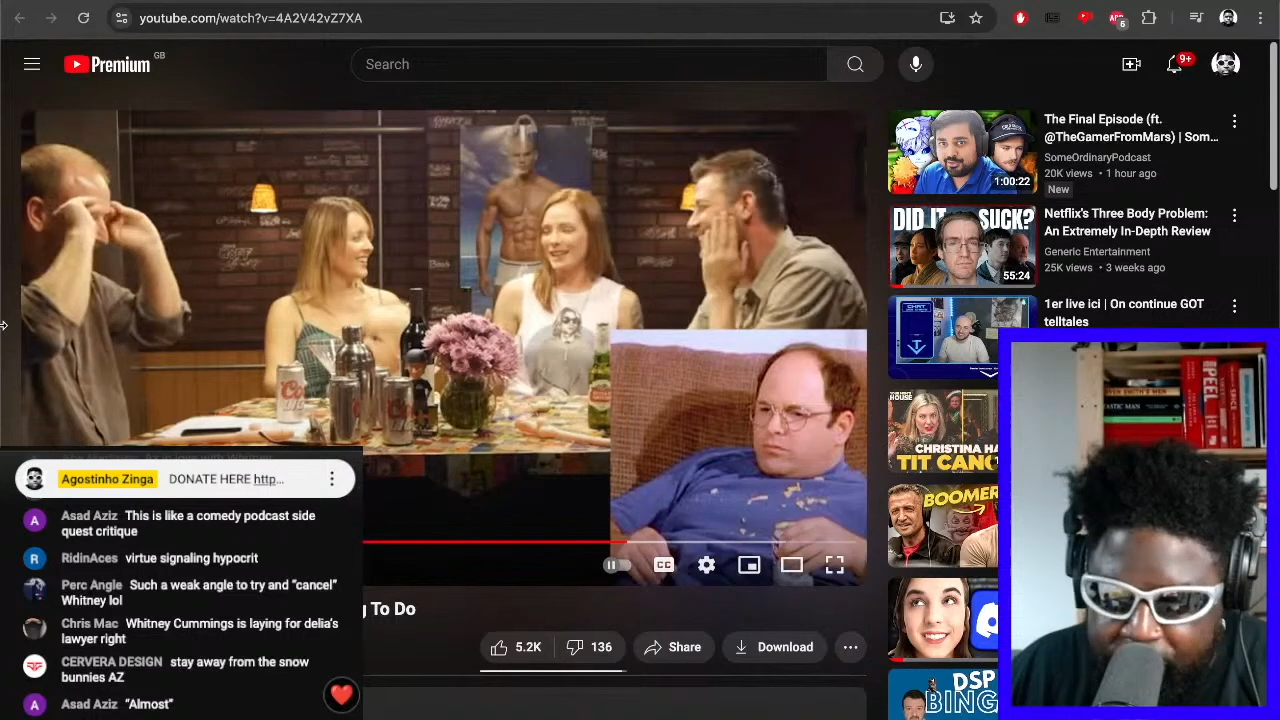 youtube.com/watch?v=4A2V42vZ7XA
6
Premium
GB
Search
9+
The Final Episode (ft.
@TheGamerFromMars) | Som...
SomeOrdinaryPodcast
20K views • 1 hour ago
New
1:00:22
DID IT SUCK?
55:24
Netflix's Three Body Problem:
An Extremely In-Depth Review
Generic Entertainment
25K views • 3 weeks ago
CHAT
1er live ici | On continue GOT
telltales
CHRISTINA HA
TIT CANC
BOOMER
DSP
BING
Coo
Agostinho Zinga DONATE HERE http...
Asad Aziz This is like a comedy podcast side
quest critique
RidinAces virtue signaling hypocrit
Perc Angle Such a weak angle to try and "cancel"
Whitney lol
Chris Mac Whitney Cummings is laying for delia's
lawyer right
CERVERA DESIGN stay away from the snow
bunnies AZ
Asad Aziz "Almost"
CC
g To Do
5.2K
136
Share
Download
PEEL